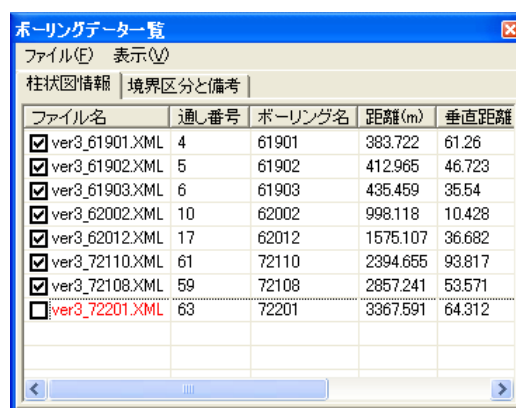 ボーリングデーター覧
ファイル(F) 表示(V)
柱状図情報 境界区分と備考
ファイル名 通し番号 ボーリング名 距離(m) 垂直距離
ver3_61901.XML 4 61901 383.722 61.26
ver3_61902.XML 5 61902 412.965 46.723
ver3_61903.XML 6 61903 435.459 35.54
ver3_62002.XML 10 62002 998.118 10.428
ver3_62012.XML 17 62012 1575.107 36.682
ver3_72110.XML 61 72110 2394.655 93.817
ver3_72108.XML 59 72108 2857.241 53.571
ver3_72201.XML 63 72201 3367.591 64.312